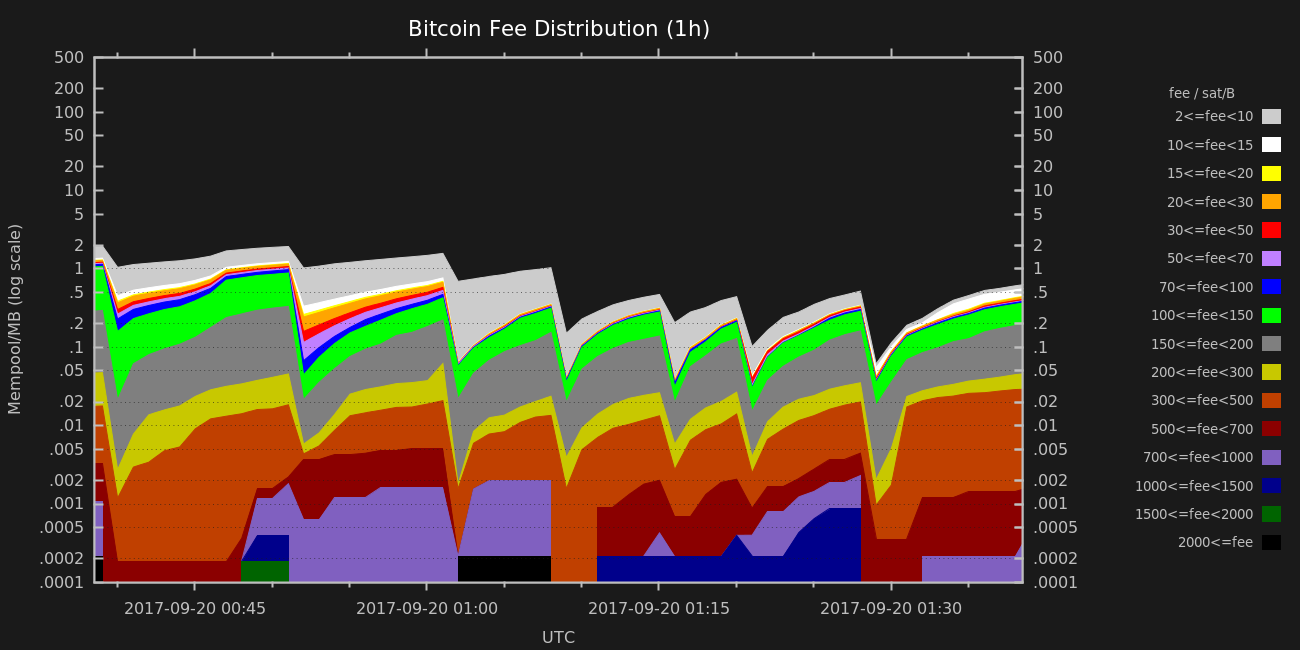 Bitcoin Fee Distribution (1h)
Mempool/MB (log scale)
500
200
100
50
20
10
5
2
1
.5
.2
.1
.05
.02
.01
.005
.002
.001
.0005
.0002
.0001
500
200
100
50
20
10
5
2
1
.5
.2
.1
.05
.02
.01
.005
.002
.001
.0005
.0002
.0001
2017-09-20 00:45
2017-09-20 01:00
2017-09-20 01:15
2017-09-20 01:30
UTC
fee / sat/B
2<=fee<10
10<=fee<15
15<=fee<20
20<=fee<30
30<=fee<50
50<=fee<70
70<=fee<100
100<=fee<150
150<=fee<200
200<=fee<300
300<=fee<500
500<=fee<700
700<=fee<1000
1000<=fee<1500
1500<=fee<2000
2000<=fee